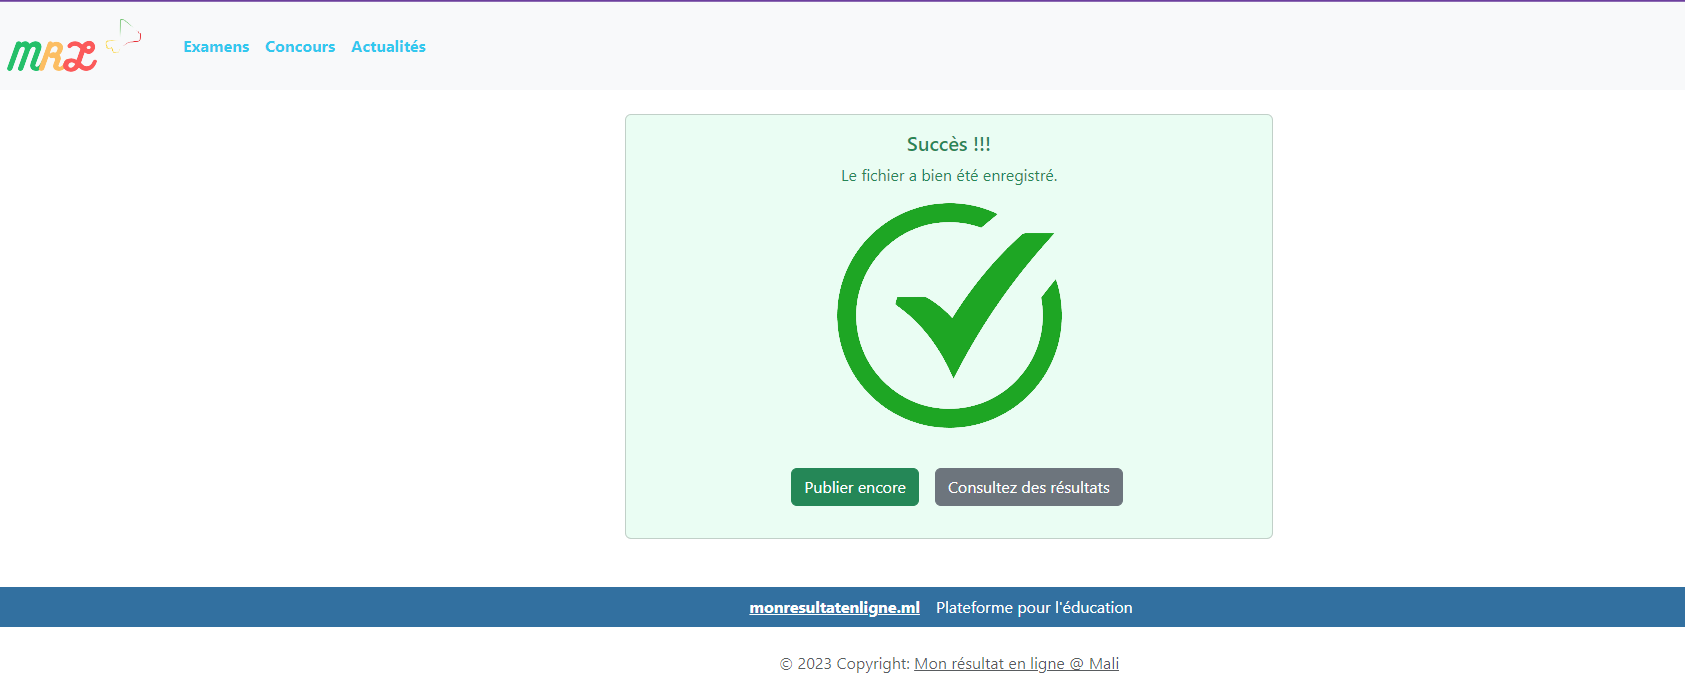 MRL
Examens Concours Actualités
Succès !!!
Le fichier a bien été enregistré.
Publier encore Consultez des résultats
monresultatenligne.ml Plateforme pour l'éducation
© 2023 Copyright: Mon résultat en ligne @ Mali